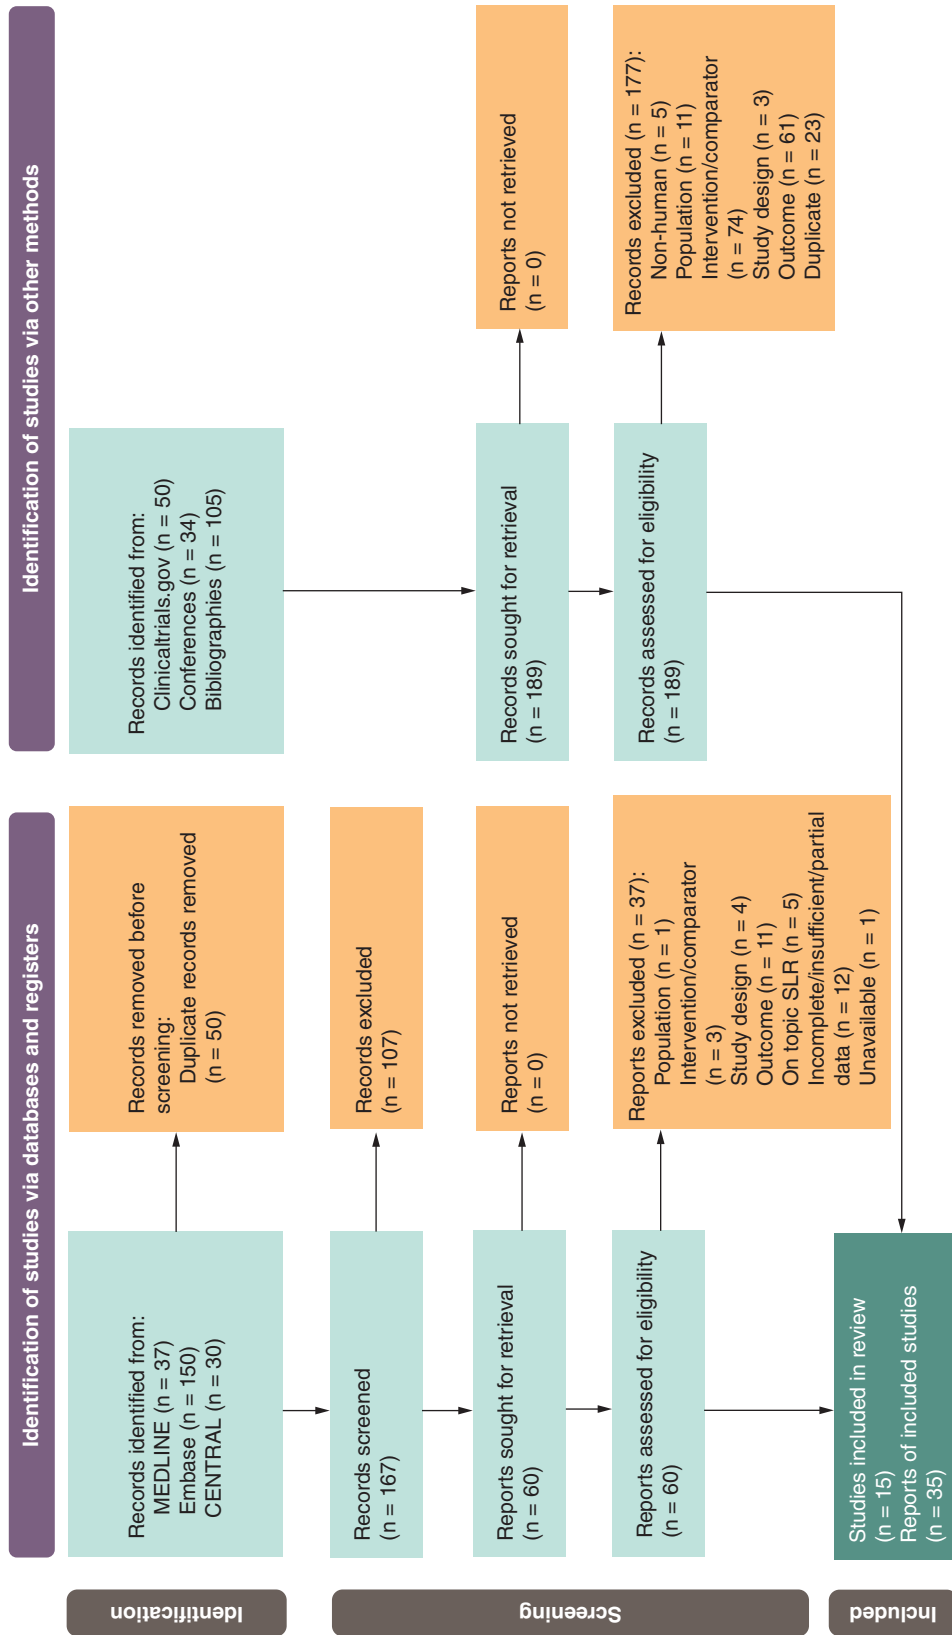 Identification of studies via databases and registers
Identification of studies via other methods
Identification
Records identified from:
MEDLINE (n = 37)
Embase (n = 150)
CENTRAL (n = 30)
Records removed before
screening:
Duplicate records removed
(n = 50)
Records identified from:
Clinicaltrials.gov (n = 50)
Conferences (n = 34)
Bibliographies (n = 105)
Screening
Records screened
(n = 167)
Records excluded
(n = 107)
Reports sought for retrieval
(n = 60)
Reports not retrieved
(n = 0)
Records sought for retrieval
(n = 189)
Reports not retrieved
(n = 0)
Reports assessed for eligibility
(n = 60)
Reports excluded (n = 37):
Population (n = 1)
Intervention/comparator
(n = 3)
Study design (n = 4)
Outcome (n = 11)
On topic SLR (n = 5)
Incomplete/insufficient/partial
data (n = 12)
Unavailable (n = 1)
Records assessed for eligibility
(n = 189)
Records excluded (n = 177):
Non-human (n = 5)
Population (n = 11)
Intervention/comparator
(n = 74)
Study design (n = 3)
Outcome (n = 61)
Duplicate (n = 23)
Included
Studies included in review
(n = 15)
Reports of included studies
(n = 35)